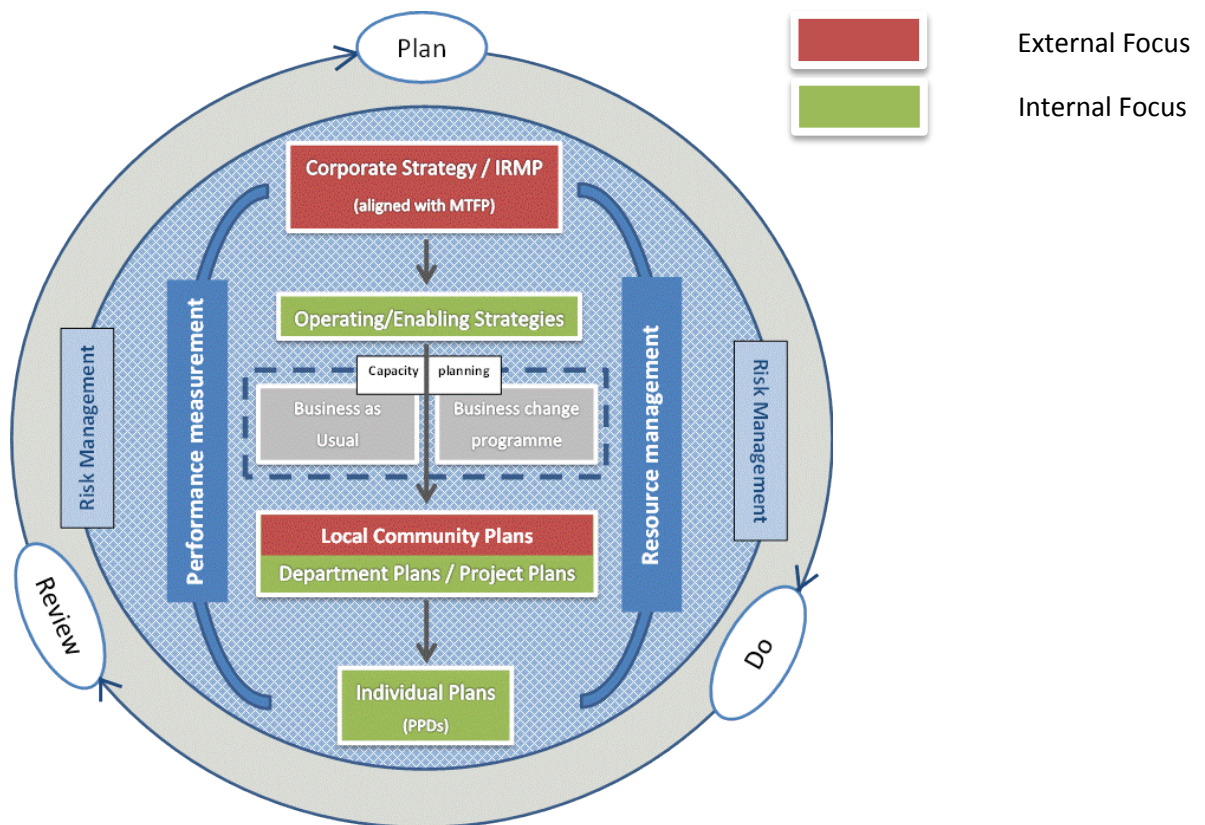 Plan
External Focus
Internal Focus
Corporate Strategy / IRMP
(aligned with MTFP)
Operating/Enabling Strategies
Capacity planning
Business as
Usual
Business change
programme
Performance measurement
Resource management
Risk Management
Risk Management
Local Community Plans
Department Plans / Project Plans
Review
Do
Individual Plans
(PPDs)